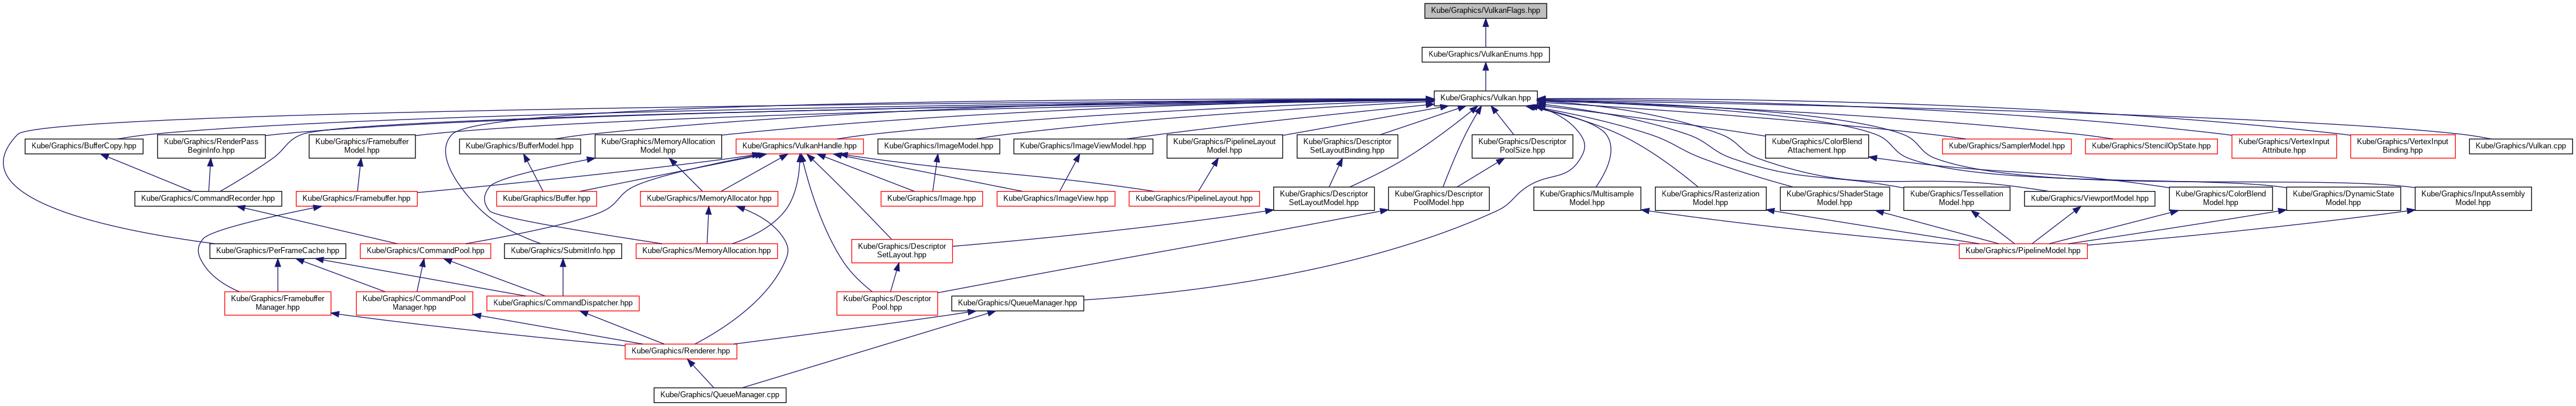 Kube/Graphics/VulkanFlags.hpp
Kube/Graphics/VulkanEnums.hpp
Kube/Graphics/Vulkan.hpp
Kube/Graphics/BufferCopy.hpp
Kube/Graphics/RenderPass
BeginInfo.hpp
Kube/Graphics/Framebuffer
Model.hpp
Kube/Graphics/BufferModel.hpp
Kube/Graphics/MemoryAllocation
Model.hpp
Kube/Graphics/VulkanHandle.hpp
Kube/Graphics/ImageModel.hpp
Kube/Graphics/ImageViewModel.hpp
Kube/Graphics/PipelineLayout
Model.hpp
Kube/Graphics/Descriptor
SetLayoutBinding.hpp
Kube/Graphics/Descriptor
PoolSize.hpp
Kube/Graphics/ColorBlend
Attachement.hpp
Kube/Graphics/SamplerModel.hpp
Kube/Graphics/StencilOpState.hpp
Kube/Graphics/VertexInput
Attribute.hpp
Kube/Graphics/VertexInput
Binding.hpp
Kube/Graphics/Vulkan.cpp
Kube/Graphics/CommandRecorder.hpp
Kube/Graphics/Framebuffer.hpp
Kube/Graphics/Buffer.hpp
Kube/Graphics/MemoryAllocator.hpp
Kube/Graphics/Image.hpp
Kube/Graphics/ImageView.hpp
Kube/Graphics/PipelineLayout.hpp
Kube/Graphics/Descriptor
SetLayoutModel.hpp
Kube/Graphics/Descriptor
PoolModel.hpp
Kube/Graphics/Multisample
Model.hpp
Kube/Graphics/Rasterization
Model.hpp
Kube/Graphics/ShaderStage
Model.hpp
Kube/Graphics/Tessellation
Model.hpp
Kube/Graphics/ViewportModel.hpp
Kube/Graphics/ColorBlend
Model.hpp
Kube/Graphics/DynamicState
Model.hpp
Kube/Graphics/InputAssembly
Model.hpp
Kube/Graphics/PerFrameCache.hpp
Kube/Graphics/CommandPool.hpp
Kube/Graphics/SubmitInfo.hpp
Kube/Graphics/MemoryAllocation.hpp
Kube/Graphics/Descriptor
SetLayout.hpp
Kube/Graphics/PipelineModel.hpp
Kube/Graphics/Framebuffer
Manager.hpp
Kube/Graphics/CommandPool
Manager.hpp
Kube/Graphics/CommandDispatcher.hpp
Kube/Graphics/Descriptor
Pool.hpp
Kube/Graphics/QueueManager.hpp
Kube/Graphics/Renderer.hpp
Kube/Graphics/QueueManager.cpp